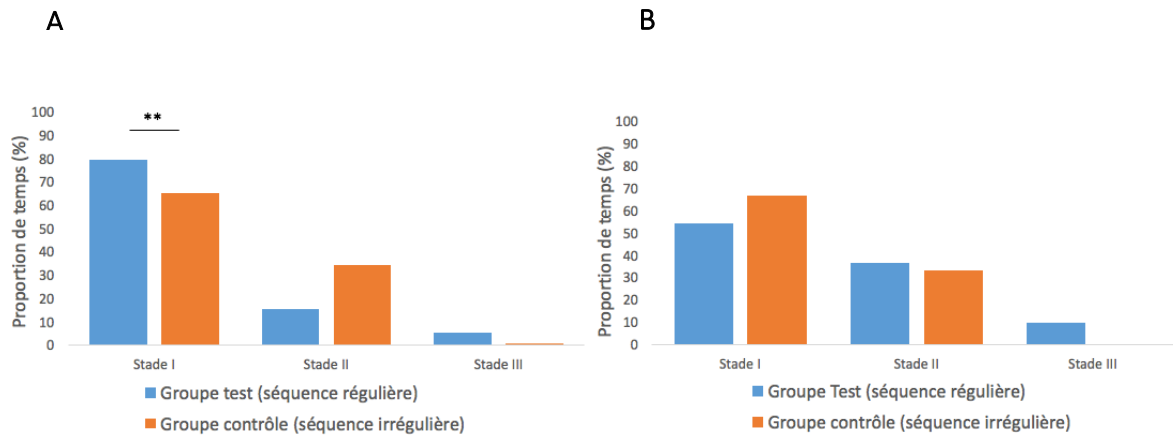 A
Proportion de temps (%)
100
90
80
70
60
50
40
30
20
10
0
**
Stade I Stade II Stade III
Groupe test (séquence régulière)
Groupe contrôle (séquence irrégulière)
B
Proportion de temps (%)
100
90
80
70
60
50
40
30
20
10
0
Stade I Stade II Stade III
Groupe Test (séquence régulière)
Groupe contrôle (séquence irrégulière)